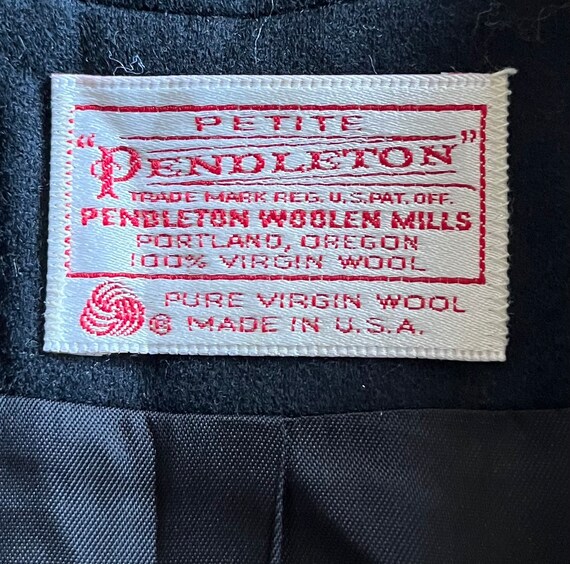 PETITE
"PENDLETON"
TRADE MARK REG. U.S. PAT. OFF.
PENDLETON WOOLEN MILLS
PORTLAND, OREGON
100% VIRGIN WOOL
PURE VIRGIN WOOL
® MADE IN U.S.A.